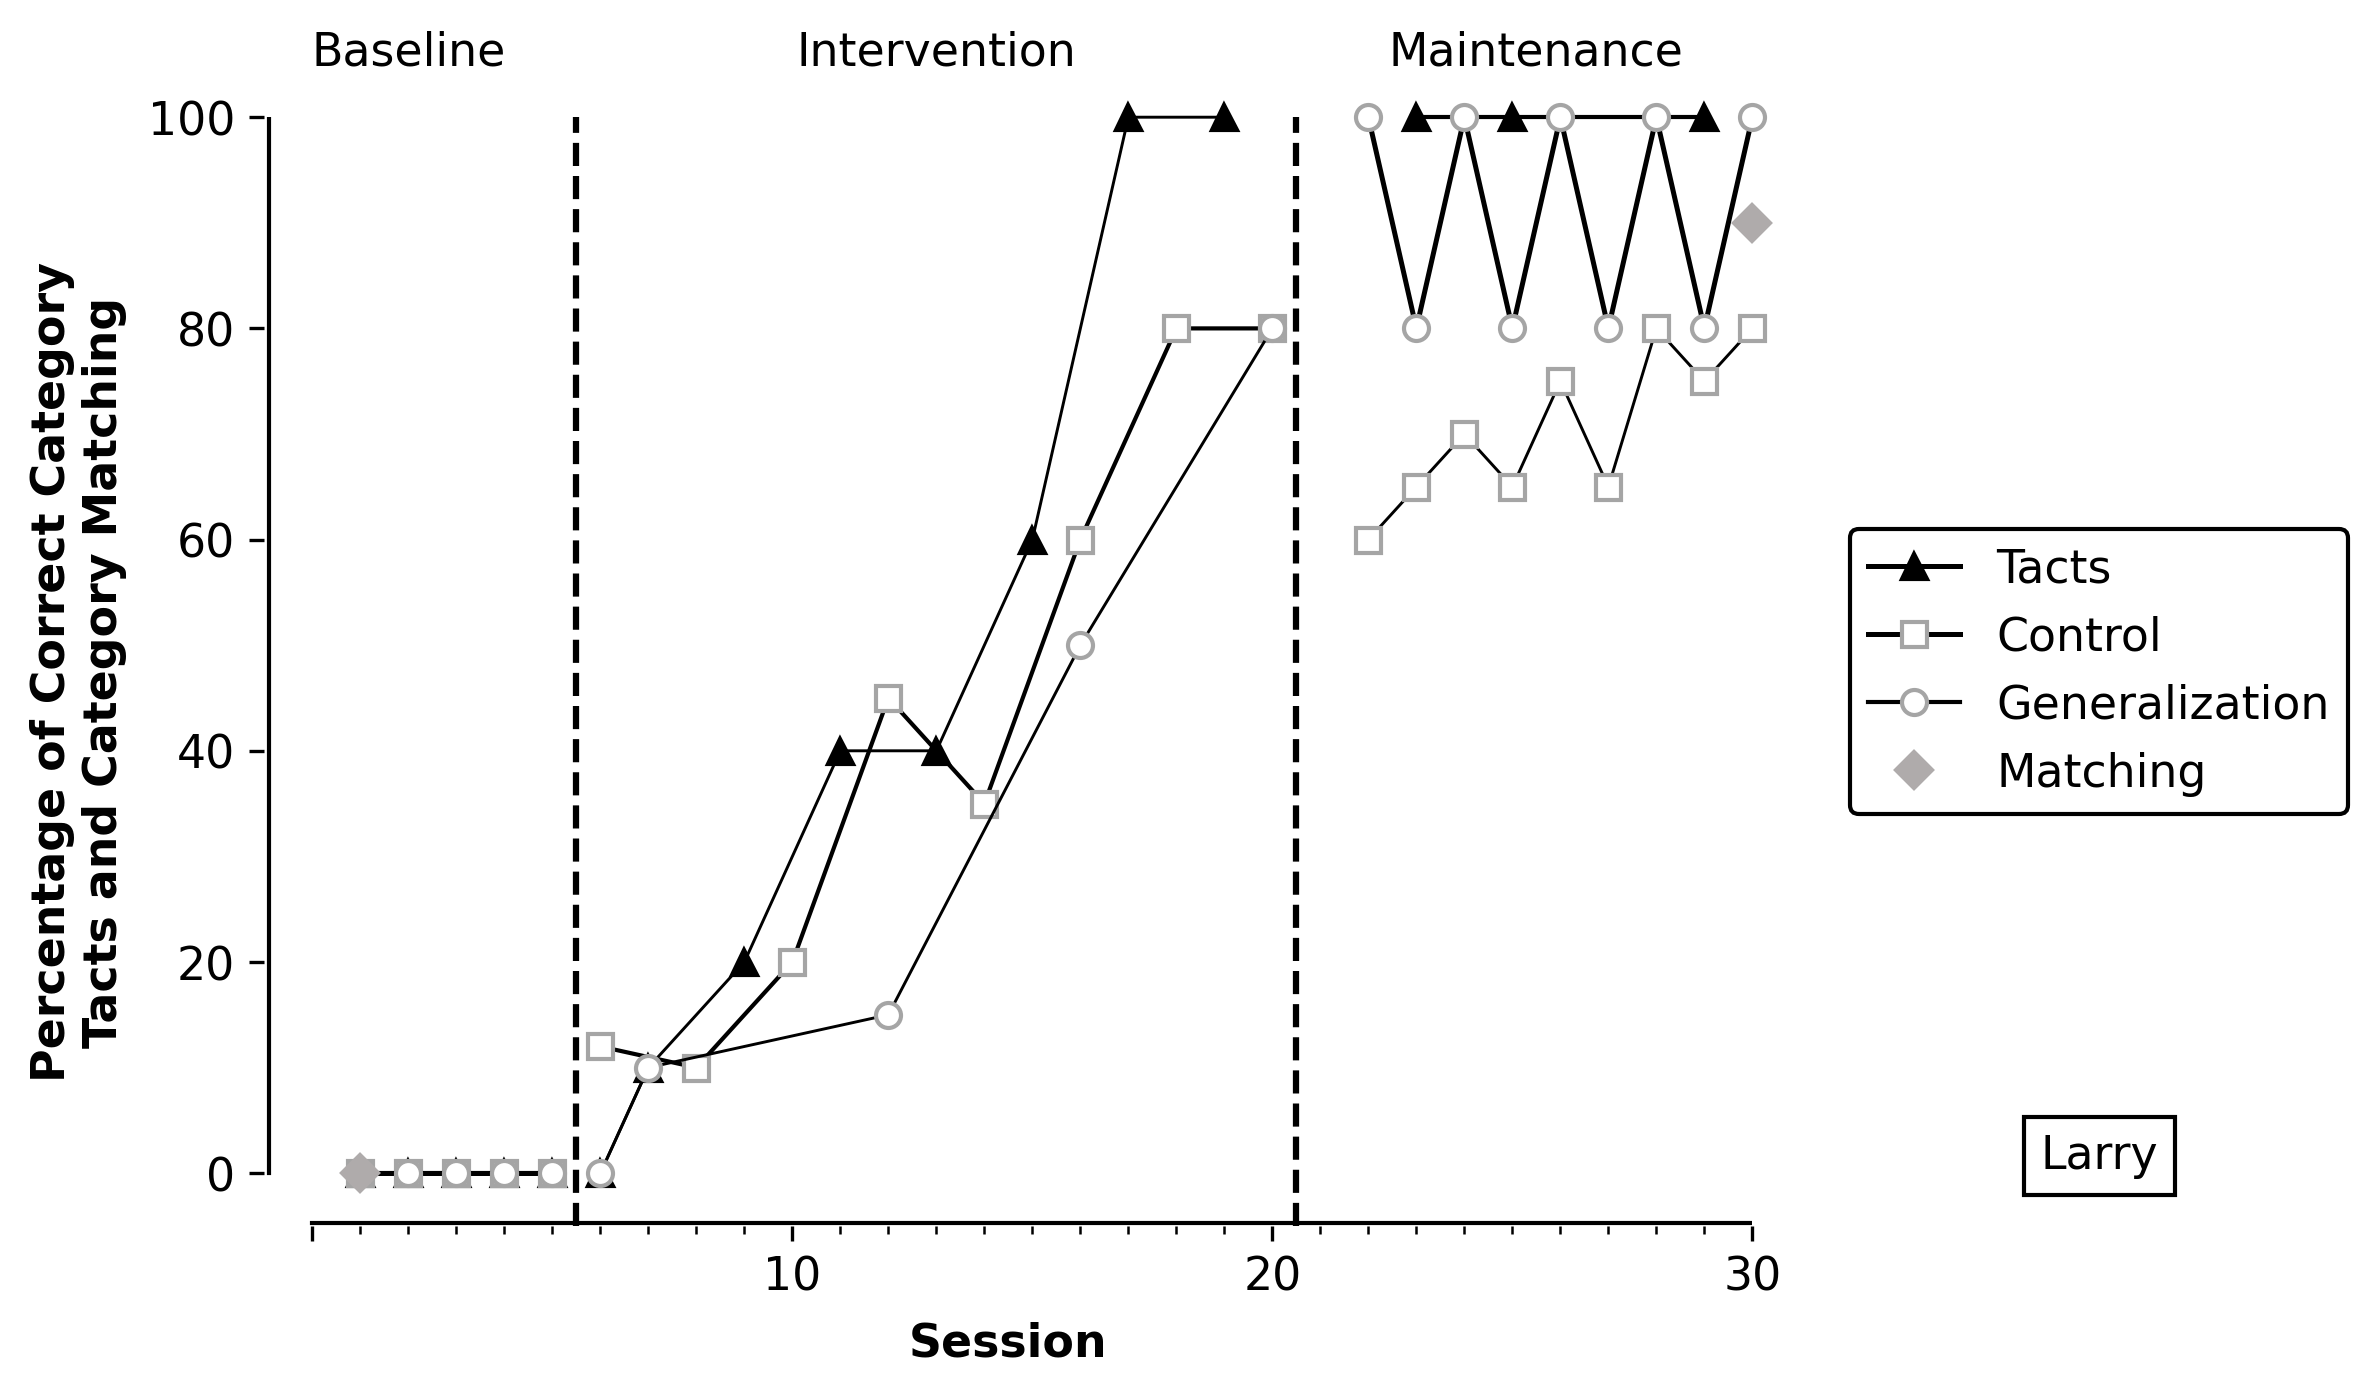 Baseline
Intervention
Maintenance
Percentage of Correct Category
Tacts and Category Matching
100
80
60
40
20
0
10
20
30
Session
Tacts
Control
Generalization
Matching
Larry